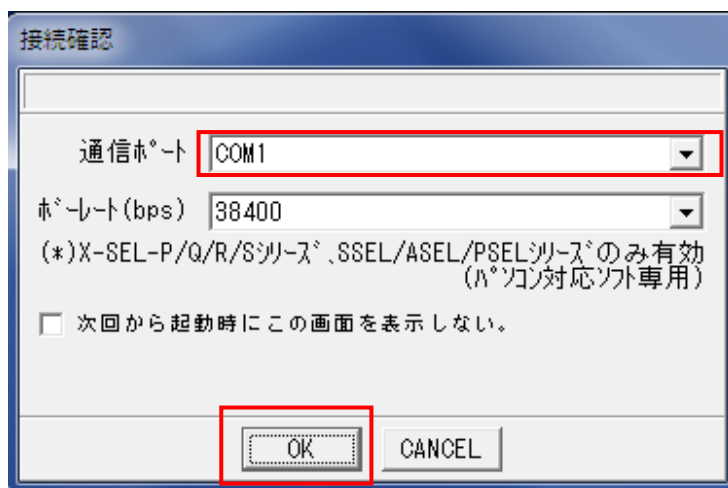 接続確認
通信ﾎﾟｰﾄ COM1
ﾎﾞｰﾚｰﾄ(bps) 38400
(*)X-SEL-P/Q/R/Sｼﾘｰｽﾞ､SSEL/ASEL/PSELｼﾘｰｽﾞのみ有効
(ﾊﾟｿｺﾝ対応ｿﾌﾄ専用)
次回から起動時にこの画面を表示しない。
OK CANCEL